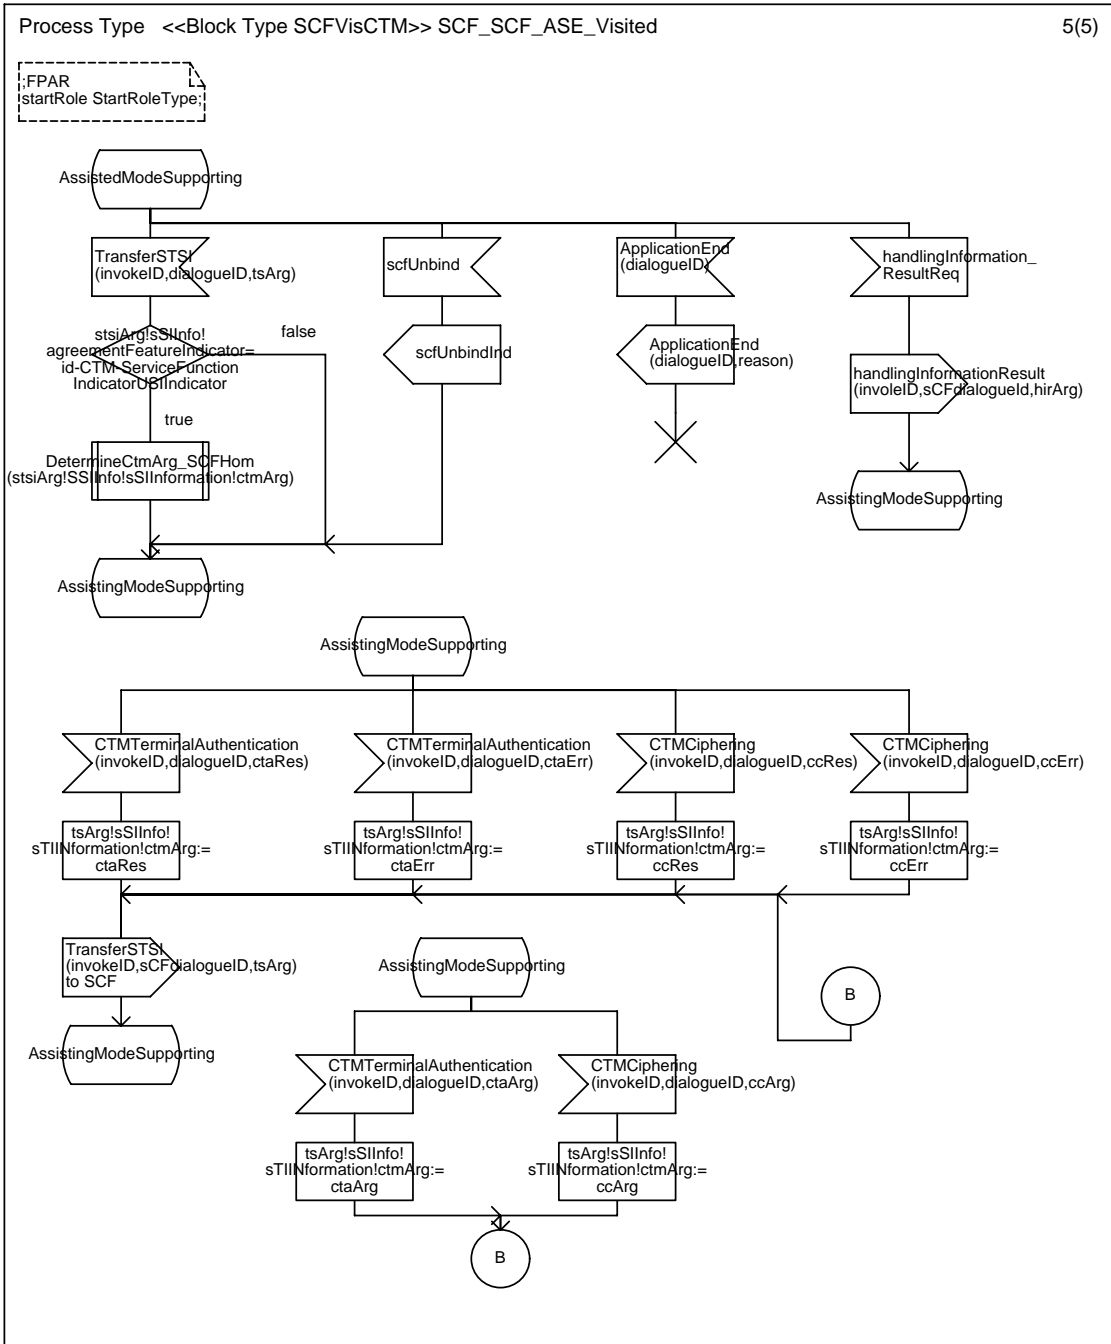 Process Type   <<Block Type SCFVisCTM>> SCF_SCF_ASE_Visited
5(5)
;FPAR
startRole StartRoleType;
AssistedModeSupporting
TransferSTSI
(invokeID,dialogueID,tsArg)
scfUnbind
ApplicationEnd
(dialogueID)
handlingInformation_
ResultReq
stsiArg!sSIInfo!
agreementFeatureIndicator=
id-CTM-ServiceFunction
IndicatorUSIIndicator
false
true
scfUnbindInd
ApplicationEnd
(dialogueID,reason)
handlingInformationResult
(involeID,sCFdialogueId,hirArg)
DetermineCtmArg_SCFHom
(stsiArg!SSIInfo!sSIInformation!ctmArg)
AssistingModeSupporting
AssistingModeSupporting
AssistingModeSupporting
CTMTerminalAuthentication
(invokeID,dialogueID,ctaRes)
CTMTerminalAuthentication
(invokeID,dialogueID,ctaErr)
CTMCiphering
(invokeID,dialogueID,ccRes)
CTMCiphering
(invokeID,dialogueID,ccErr)
tsArg!sSIInfo!
sTIINformation!ctmArg:=
ctaRes
tsArg!sSIInfo!
sTIINformation!ctmArg:=
ctaErr
tsArg!sSIInfo!
sTIINformation!ctmArg:=
ccRes
tsArg!sSIInfo!
sTIINformation!ctmArg:=
ccErr
TransferSTSI
(invokeID,sCFdialogueID,tsArg)
to SCF
AssistingModeSupporting
B
AssistingModeSupporting
CTMTerminalAuthentication
(invokeID,dialogueID,ctaArg)
CTMCiphering
(invokeID,dialogueID,ccArg)
tsArg!sSIInfo!
sTIINformation!ctmArg:=
ctaArg
tsArg!sSIInfo!
sTIINformation!ctmArg:=
ccArg
B